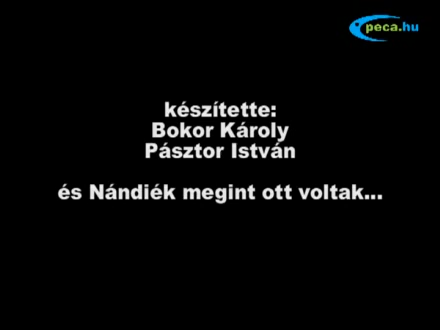 peca.hu
készítette:
Bokor Károly
Pásztor István
és Nándiék megint ott voltak...